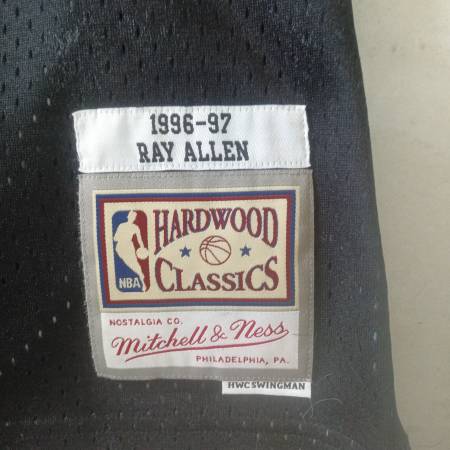 1996-97
RAY ALLEN
HARDWOOD
CLASSICS
NBA
NOSTALGIA CO.
Mitchell & Ness
PHILADELPHIA, PA.
HWC SWINGMAN